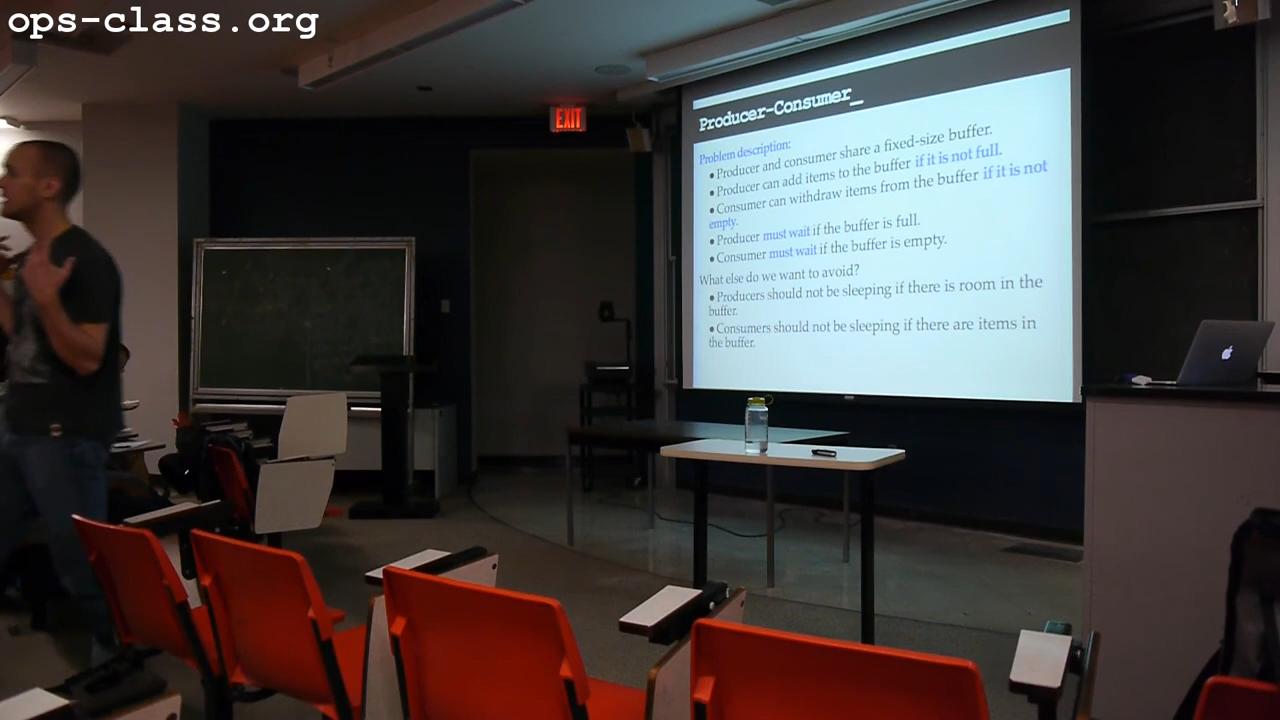 ops-class.org
EXIT
Producer-Consumer_
Problem description:
• Producer and consumer share a fixed-size buffer.
• Producer can add items to the buffer if it is not full.
• Consumer can withdraw items from the buffer if it is not
empty.
• Producer must wait if the buffer is full.
• Consumer must wait if the buffer is empty.
What else do we want to avoid?
• Producers should not be sleeping if there is room in the
buffer.
• Consumers should not be sleeping if there are items in
the buffer.